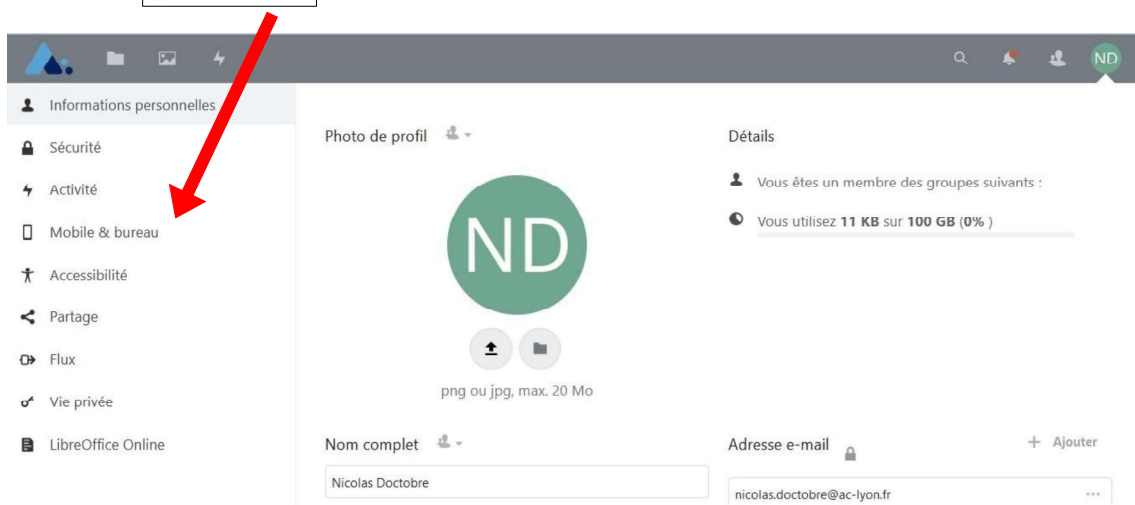 ND
Informations personnelles
Sécurité
Activité
Mobile & bureau
Accessibilité
Partage
Flux
Vie privée
LibreOffice Online
Photo de profil
ND
png ou jpg, max. 20 Mo
Nom complet
Nicolas Doctobre
Détails
Vous êtes un membre des groupes suivants :
Vous utilisez 11 KB sur 100 GB (0% )
Adresse e-mail
+ Ajouter
nicolas.doctobre@ac-lyon.fr